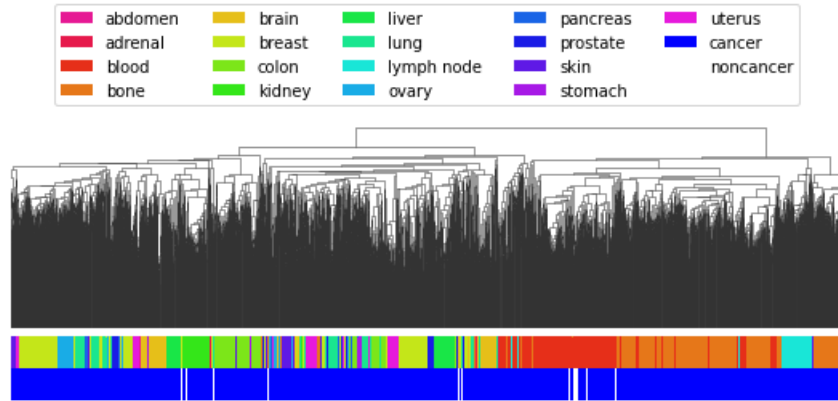 abdomen brain liver pancreas uterus
adrenal breast lung prostate cancer
blood colon lymph node skin noncancer
bone kidney ovary stomach